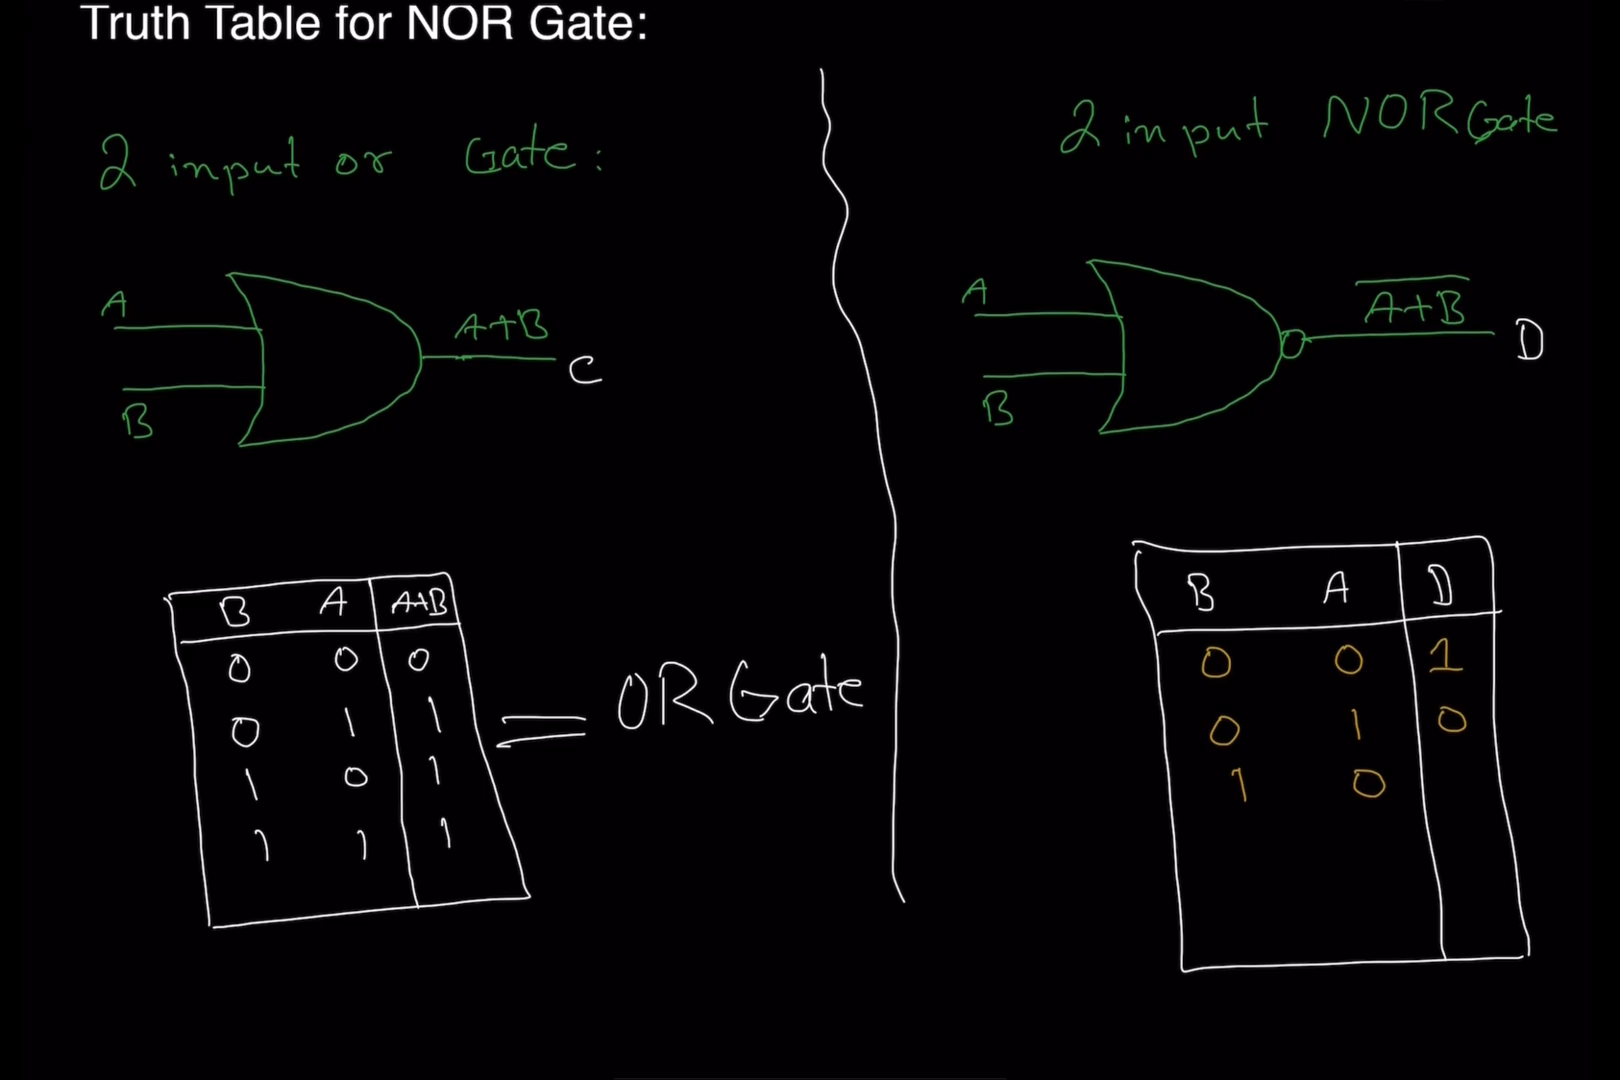 Truth Table for NOR Gate:
2 input or Gate:
A
A+B
C
B
B A A+B
0 0 0
0 1 1
1 0 1
1 1 1
= OR Gate
2 input NOR Gate
A
\overline{A+B}
D
B
B A D
0 0 1
0 1 0
1 0